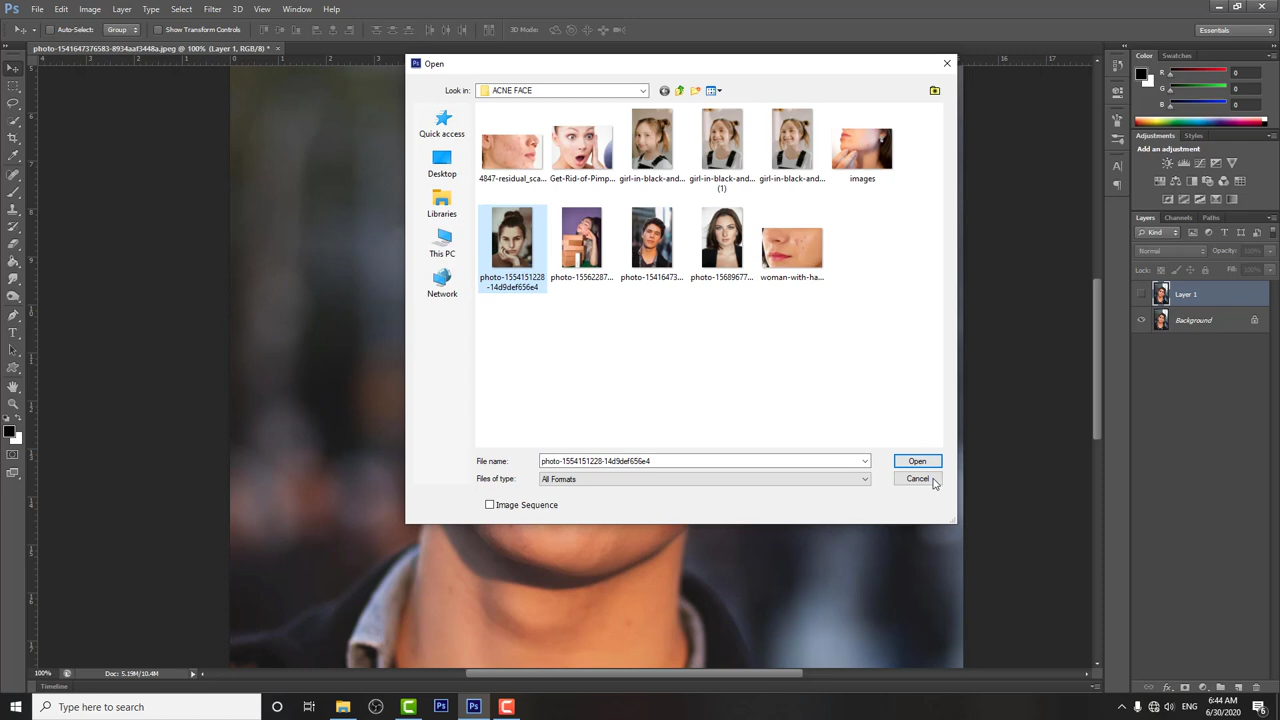 Ps File Edit Image Layer Type Select Filter 3D View Window Help
Auto-Select: Group Show Transform Controls 3D Mode: Essentials
photo-1541647376583-8934aaf3448a.jpeg @ 100% (Layer 1, RGB/8) *
Open
Look in: ACNE FACE
Quick access
Desktop
Libraries
This PC
Network
4847-residual_sca... Get-Rid-of-Pimp... girl-in-black-and... girl-in-black-and... (1) girl-in-black-and... images
photo-1554151228-14d9def656e4 photo-15562287... photo-15416473... photo-15689677... woman-with-ha...
File name: photo-1554151228-14d9def656e4 Open
Files of type: All Formats Cancel
Image Sequence
Color Swatches
R 0
G 0
B 0
Adjustments Styles
Add an adjustment
Layers Channels Paths
Kind
Normal Opacity: 100%
Lock: Fill: 100%
Layer 1
Background
100% Doc: 5.19M/10.4M
Timeline
Type here to search
ENG 6:44 AM
6/30/2020